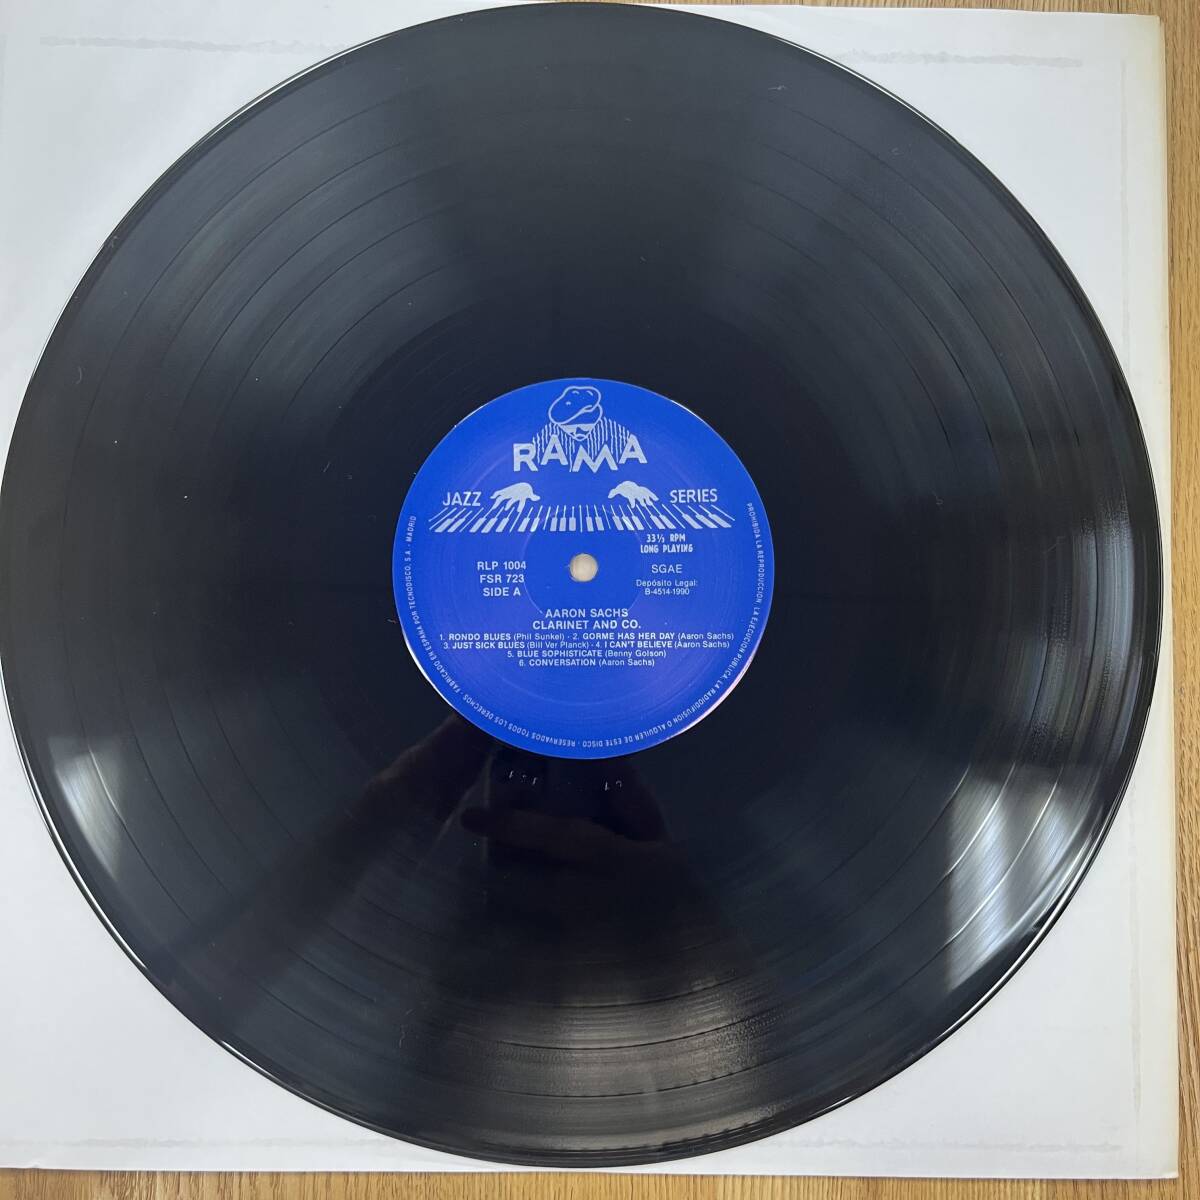 RAMA
JAZZ SERIES
33⅓ RPM
LONG PLAYING
RLP 1004
FSR 723
SIDE A
SGAE
Depósito Legal:
B-4514-1990
AARON SACHS
CLARINET AND CO.
1. RONDO BLUES (Phil Sunkel) · 2. GORME HAS HER DAY (Aaron Sachs)
3. JUST SICK BLUES (Bill Ver Planck) · 4. I CAN'T BELIEVE (Aaron Sachs)
5. BLUE SOPHISTICATE (Benny Golson)
6. CONVERSATION (Aaron Sachs)
PROHIBIDA LA REPRODUCCION, LA EJECUCION PUBLICA, LA RADIODIFUSION O ALQUILER DE ESTE DISCO · RESERVADOS TODOS LOS DERECHOS · FABRICADO EN ESPAÑA POR TECNODISCO, S.A. · MADRID